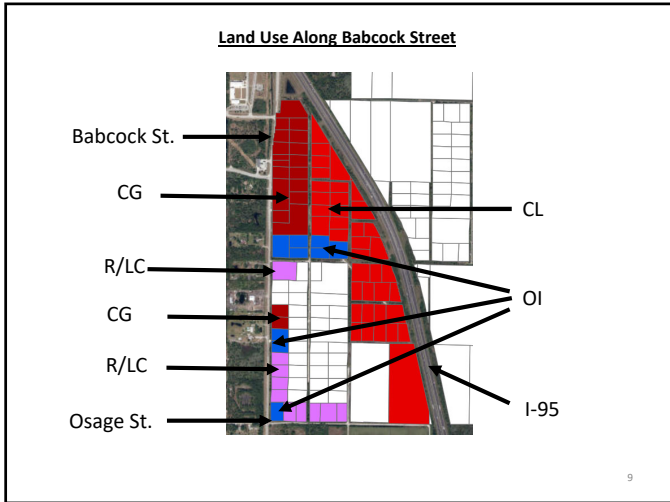 Land Use Along Babcock Street
Babcock St.
CG
CL
R/LC
OI
CG
R/LC
I-95
Osage St.
9